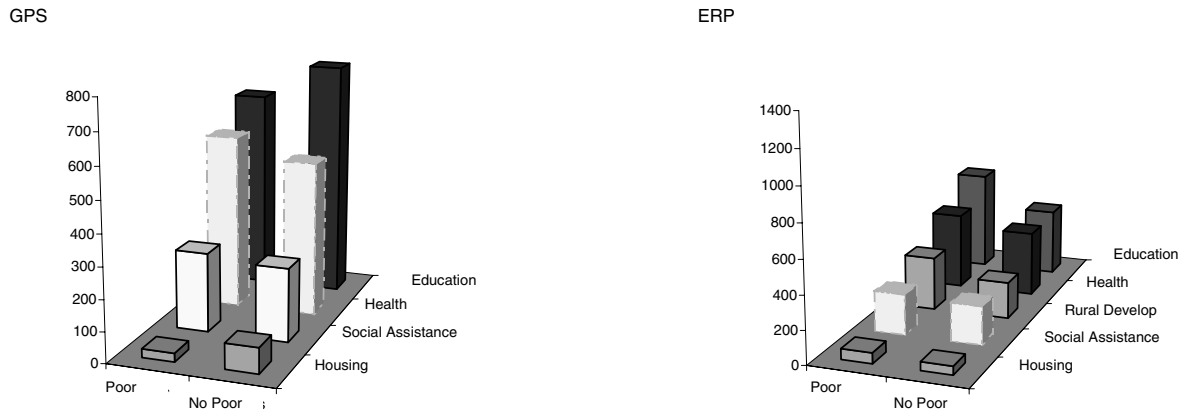 GPS
800
700
600
500
400
300
200
100
0
Education
Health
Social Assistance
Housing
Poor
No Poor
ERP
1400
1200
1000
800
600
400
200
0
Education
Health
Rural Develop
Social Assistance
Housing
Poor
No Poor